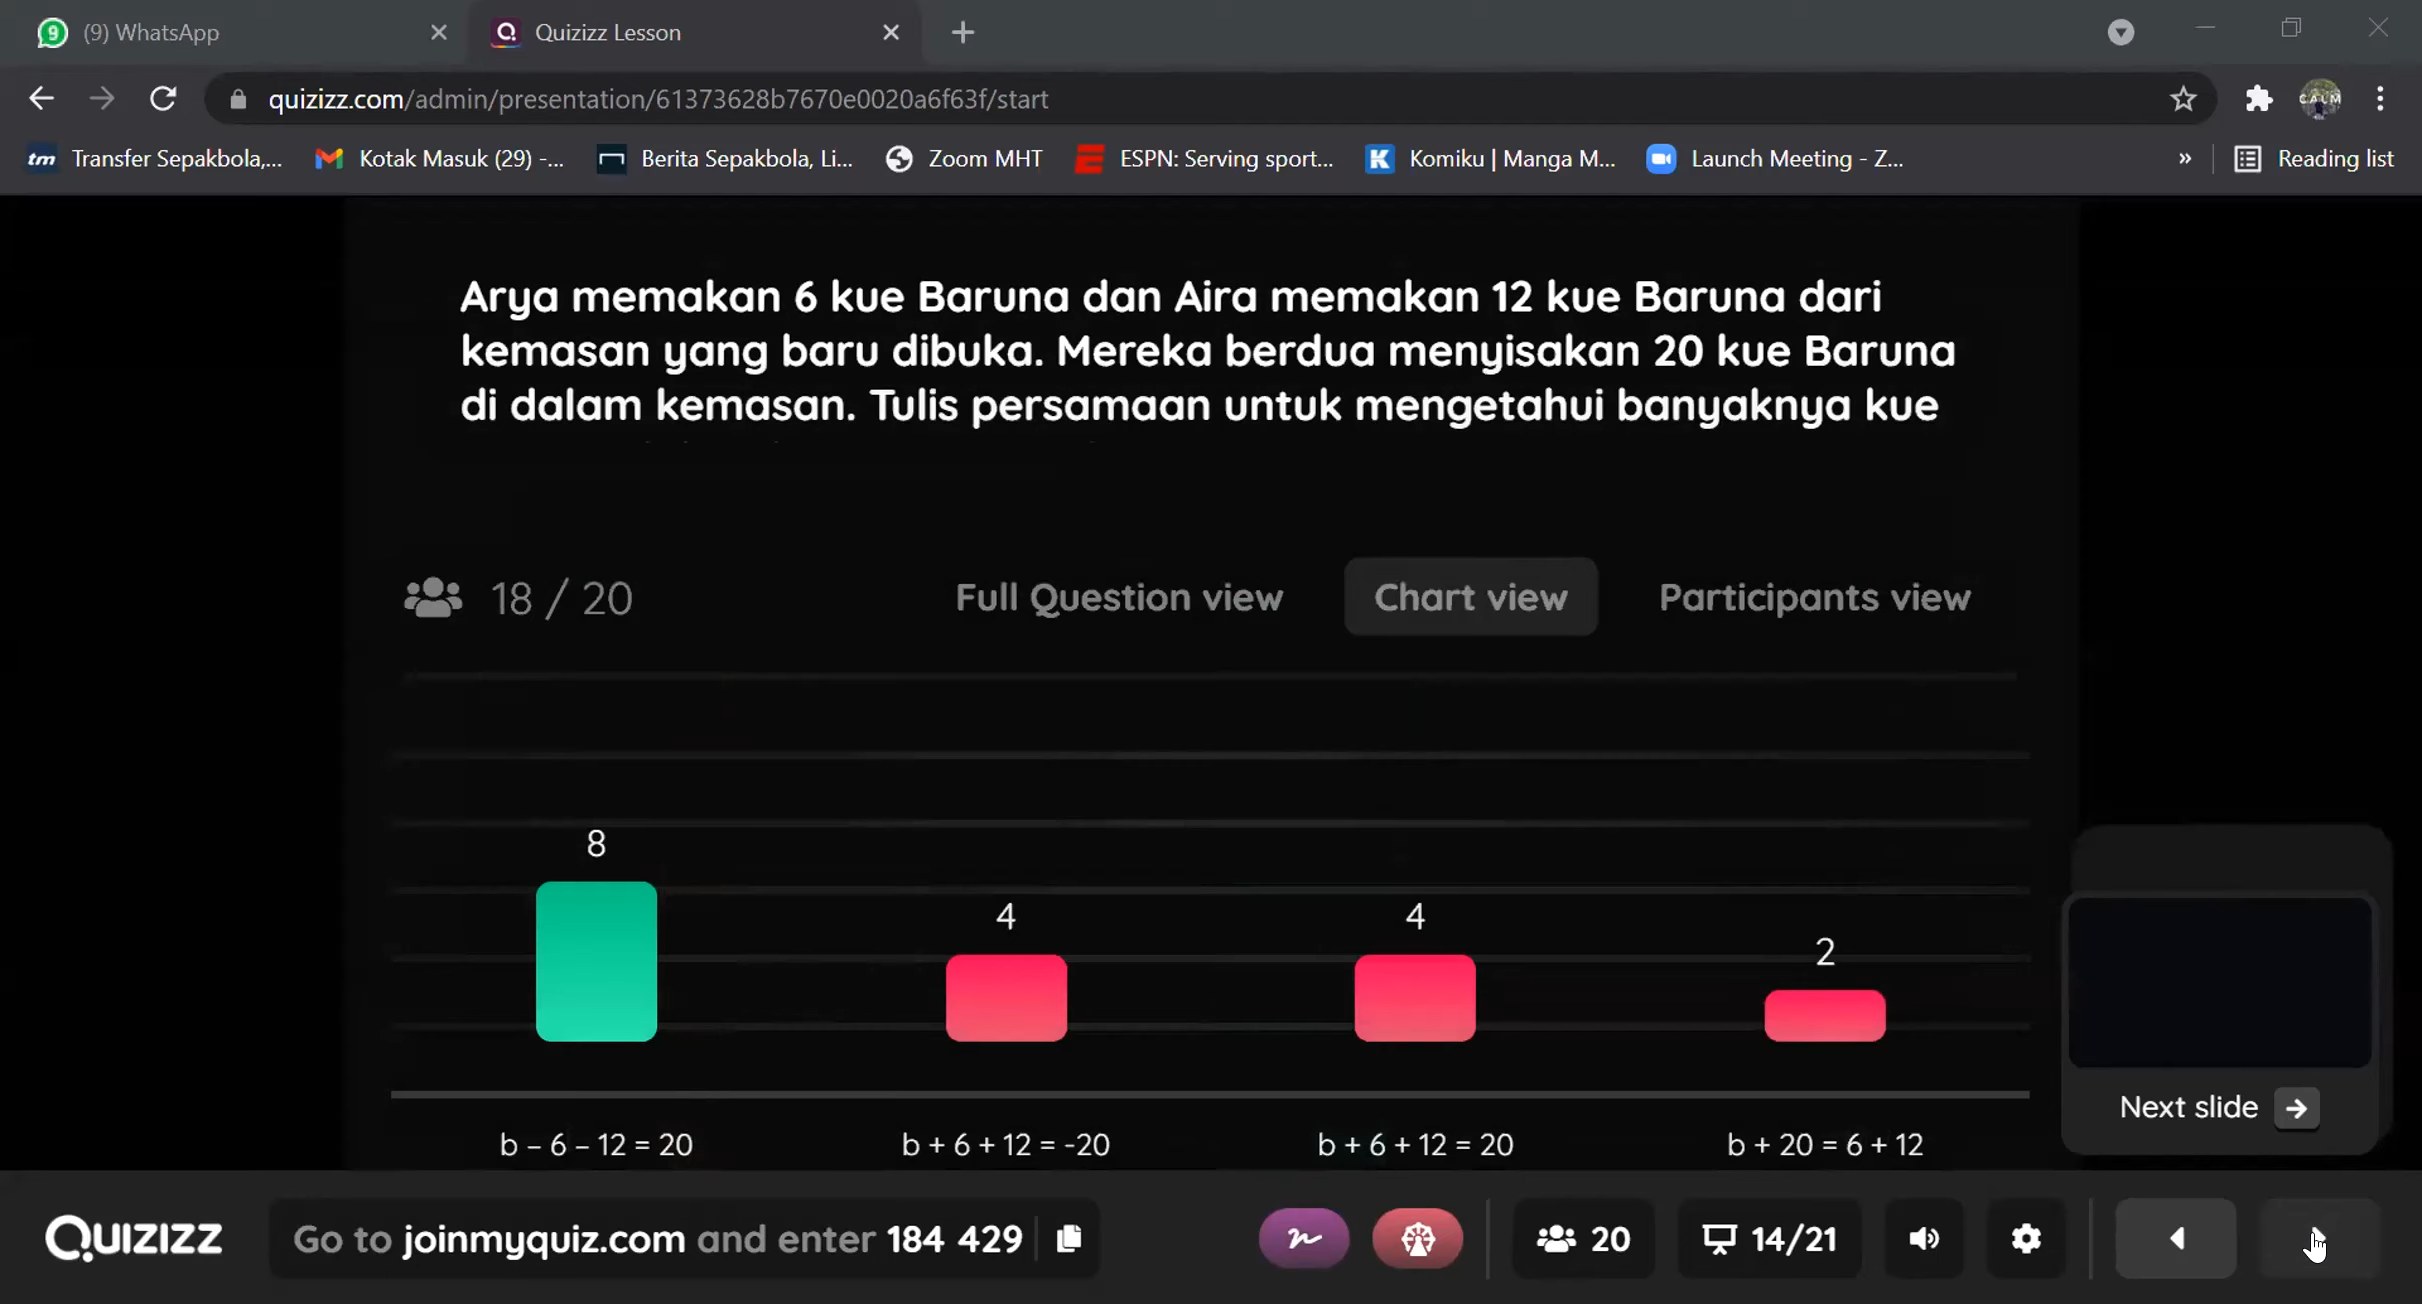 (9) WhatsApp
Quizizz Lesson
quizizz.com/admin/presentation/61373628b7670e0020a6f63f/start
CALM
tm Transfer Sepakbola,... Kotak Masuk (29) -... Berita Sepakbola, Li... Zoom MHT ESPN: Serving sport... Komiku | Manga M... Launch Meeting - Z... » Reading list
Arya memakan 6 kue Baruna dan Aira memakan 12 kue Baruna dari
kemasan yang baru dibuka. Mereka berdua menyisakan 20 kue Baruna
di dalam kemasan. Tulis persamaan untuk mengetahui banyaknya kue
18 / 20 Full Question view Chart view Participants view
8
4
4
2
Next slide
b – 6 – 12 = 20 b + 6 + 12 = -20 b + 6 + 12 = 20 b + 20 = 6 + 12
QUIZIZZ Go to joinmyquiz.com and enter 184 429 20 14/21